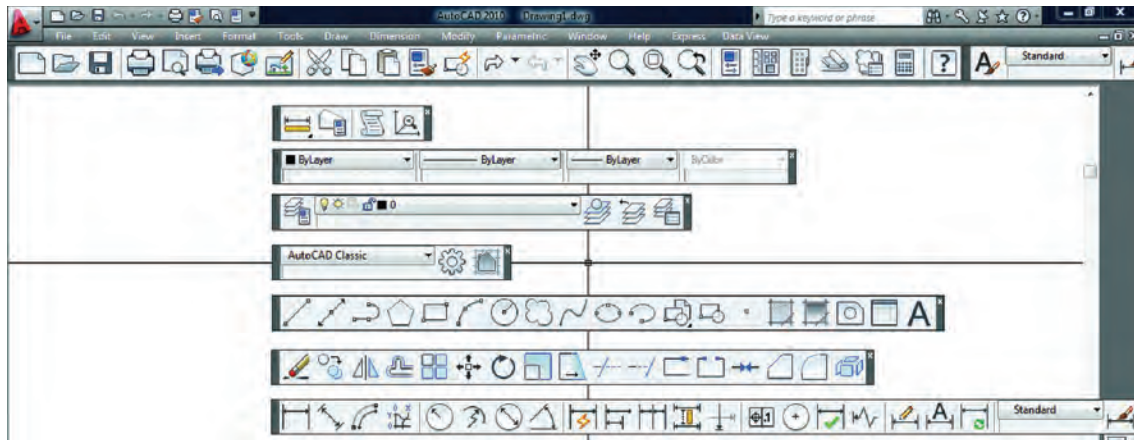 AutoCAD 2010 Drawing1.dwg Type a keyword or phrase
File Edit View Insert Format Tools Draw Dimension Modify Parametric Window Help Express Data View
? A Standard
ByLayer ByLayer ByLayer ByColor
0
AutoCAD Classic
A
.1 A Standard